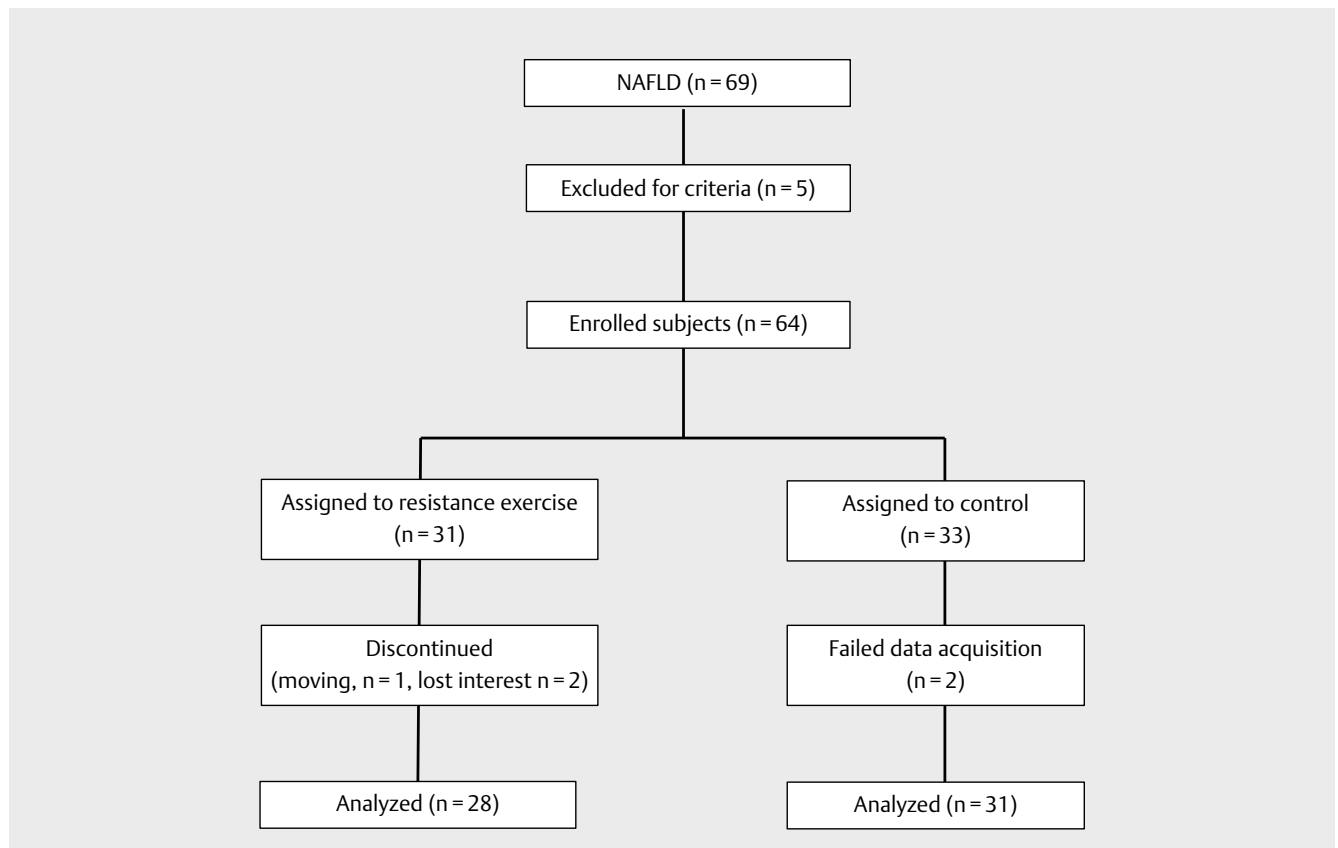 NAFLD (n = 69)
Excluded for criteria (n = 5)
Enrolled subjects (n = 64)
Assigned to resistance exercise
(n = 31)
Assigned to control
(n = 33)
Discontinued
(moving, n = 1, lost interest n = 2)
Failed data acquisition
(n = 2)
Analyzed (n = 28)
Analyzed (n = 31)